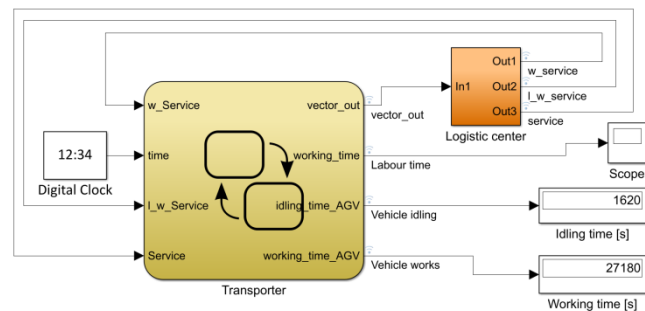 Out1
w_service
w_Service
vector_out
In1
Out2
vector_out
l_w_service
Out3
service
Logistic center
12:34
time
working_time
Labour time
Digital Clock
Scope
l_w_Service
idling_time_AGV
Vehicle idling
1620
Idling time [s]
Service
working_time_AGV
Vehicle works
27180
Transporter
Working time [s]